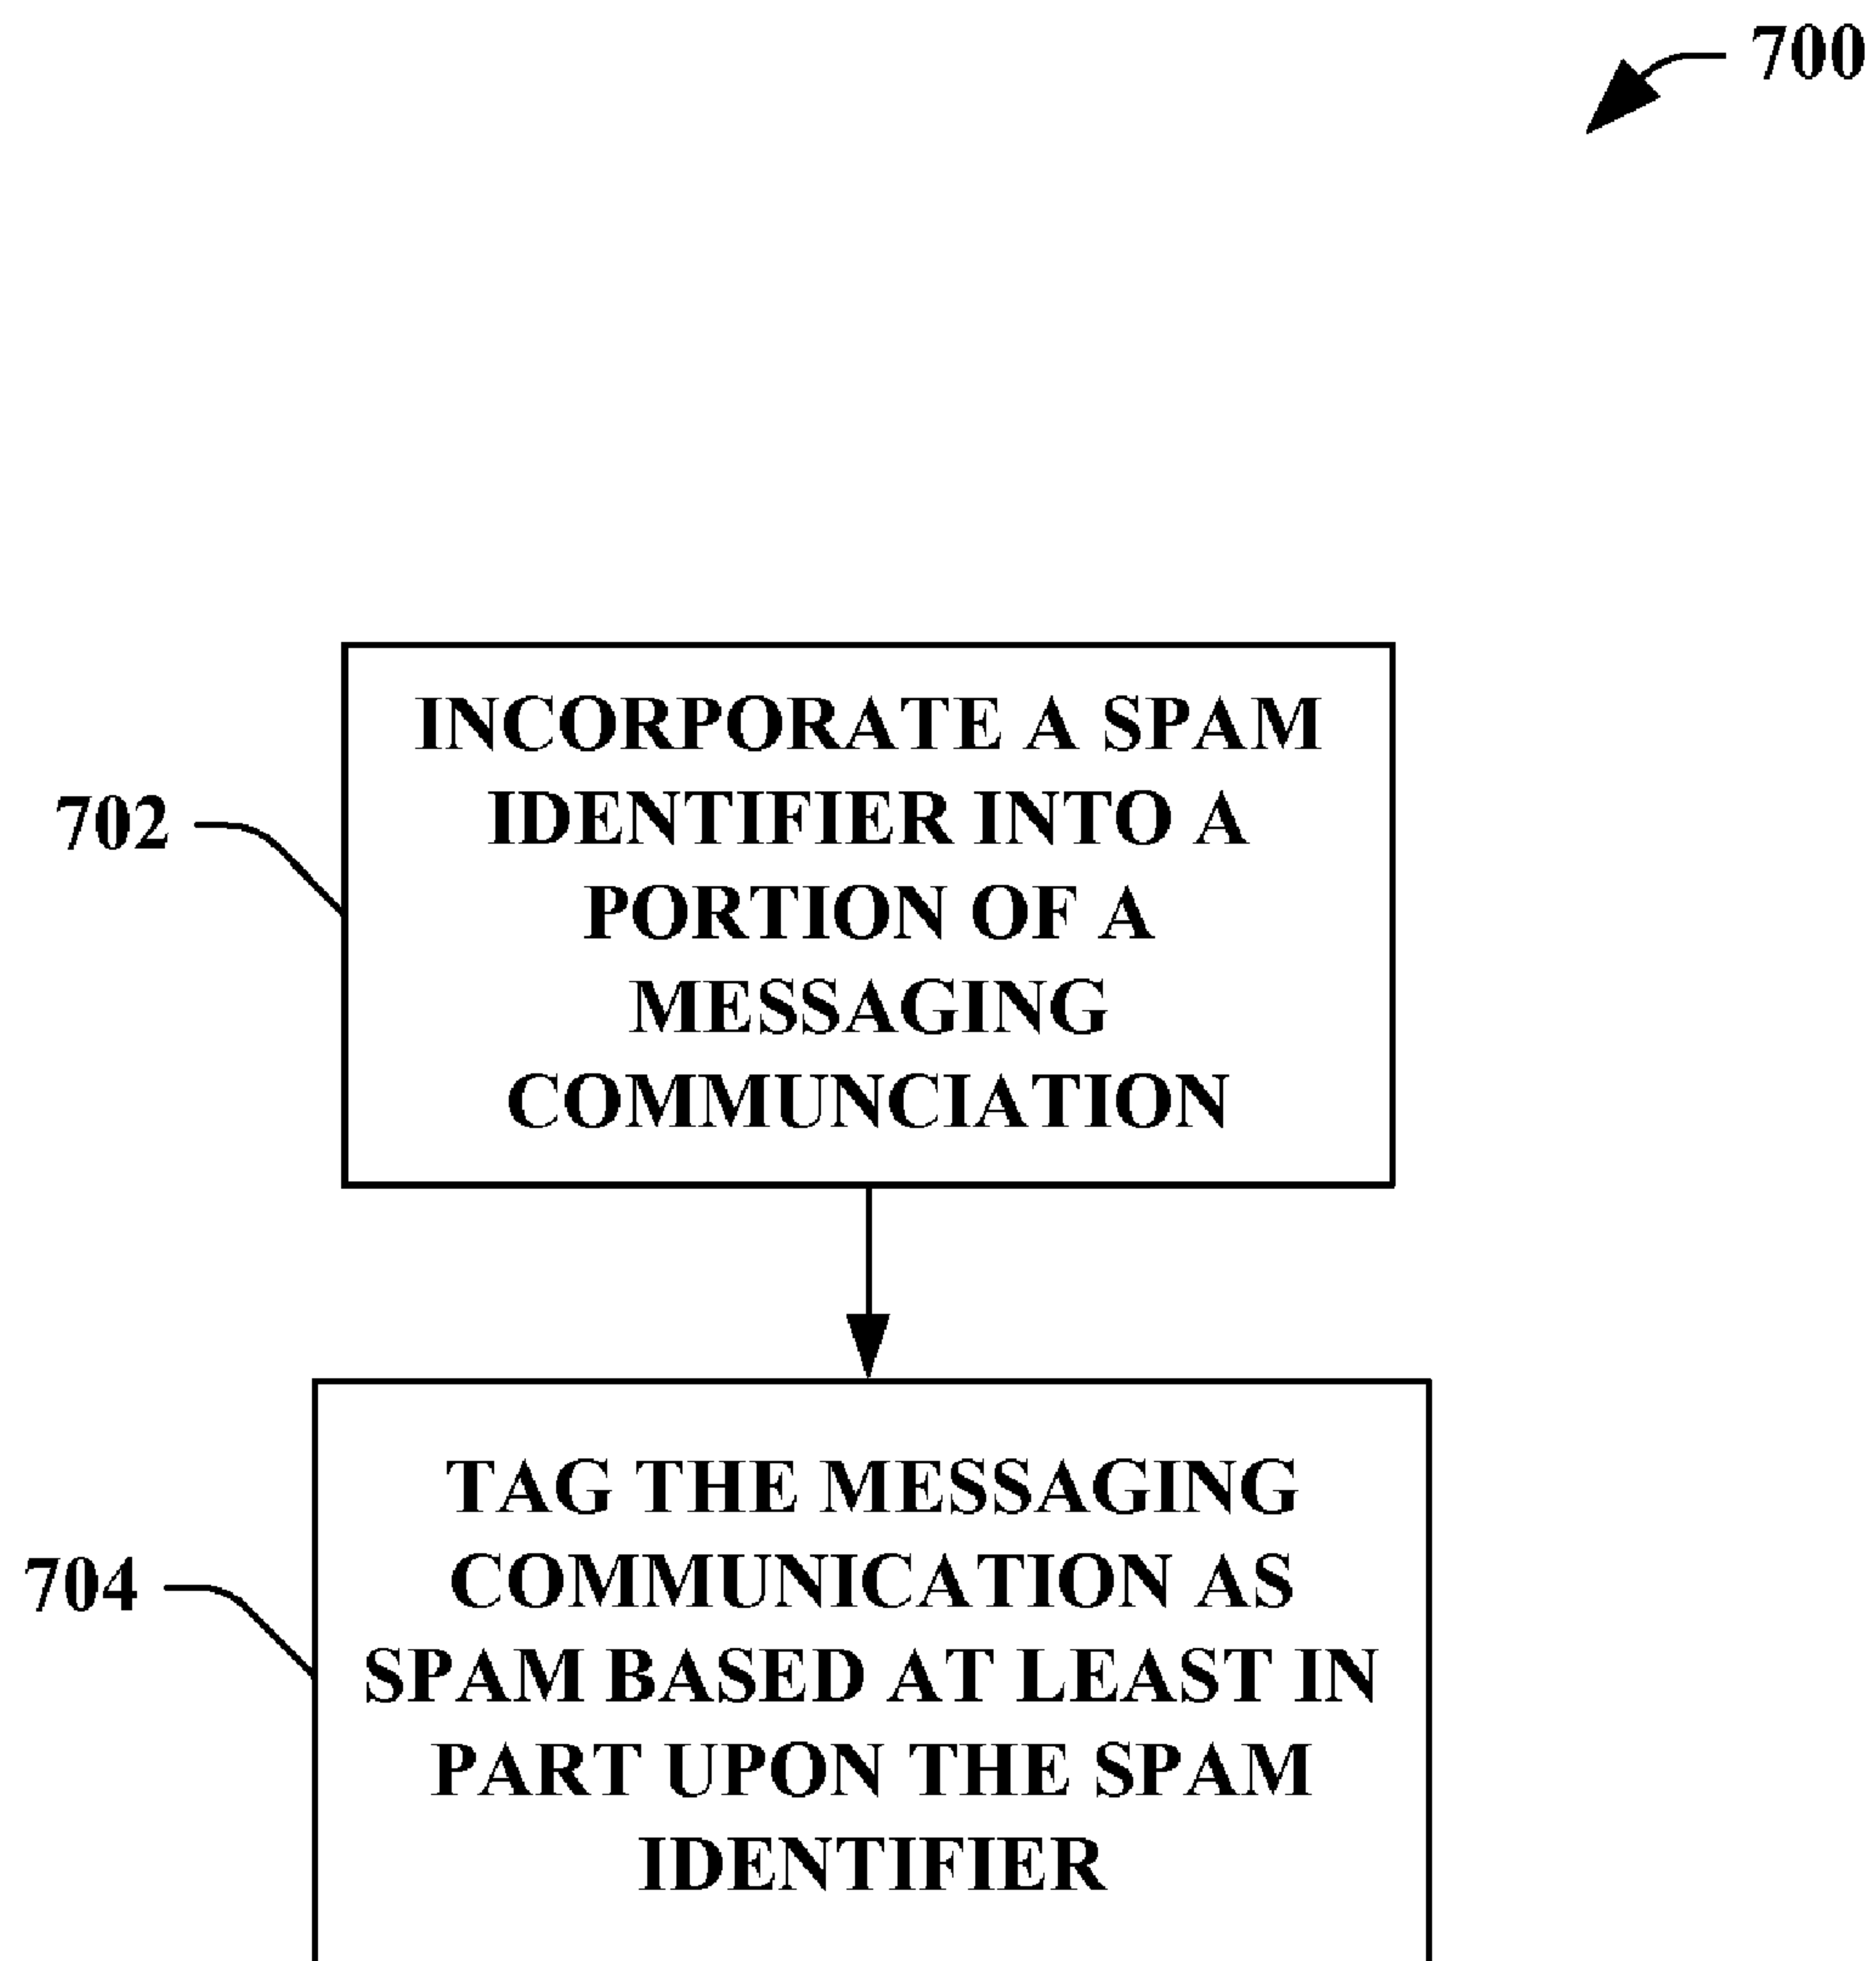 700
INCORPORATE A SPAM
IDENTIFIER INTO A
PORTION OF A
MESSAGING
COMMUNCIATION
702
TAG THE MESSAGING
COMMUNICATION AS
SPAM BASED AT LEAST IN
PART UPON THE SPAM
IDENTIFIER
704